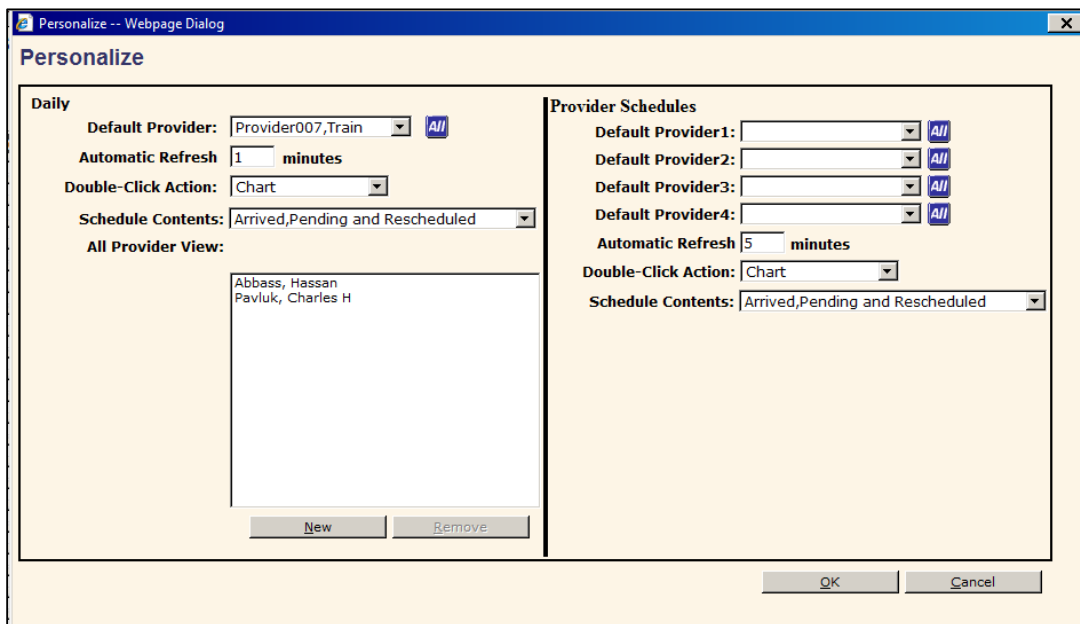 Personalize -- Webpage Dialog
Personalize
Daily
Default Provider: Provider007,Train All
Automatic Refresh 1 minutes
Double-Click Action: Chart
Schedule Contents: Arrived,Pending and Rescheduled
All Provider View:
Abbass, Hassan
Pavluk, Charles H
New Remove
Provider Schedules
Default Provider1: All
Default Provider2: All
Default Provider3: All
Default Provider4: All
Automatic Refresh 5 minutes
Double-Click Action: Chart
Schedule Contents: Arrived,Pending and Rescheduled
OK Cancel